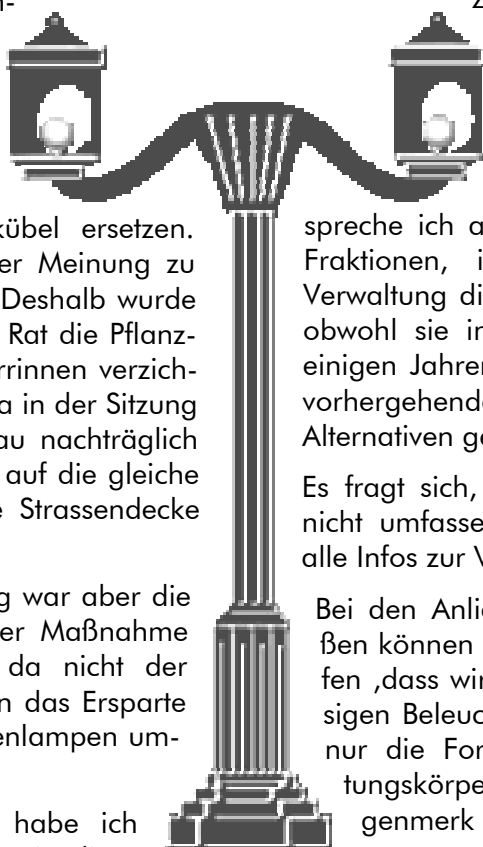 kübel ersetzen.
er Meinung zu
Deshalb wurde
Rat die Pflanz-
rrinnen verzich-
a in der Sitzung
au nachträglich
auf die gleiche
e Strassendecke
g war aber die
er Maßnahme
da nicht der
n das Ersparte
enlampen um-
habe ich
spreche ich a
Fraktionen, i
Verwaltung di
obwohl sie in
einigen Jahre
vorhergehend
Alternativen ge
Es fragt sich,
nicht umfasse
alle Infos zur V
Bei den Anlie
ßen können
fen ,dass wir
sigen Beleuc
nur die For
tungskörpe
genmerk